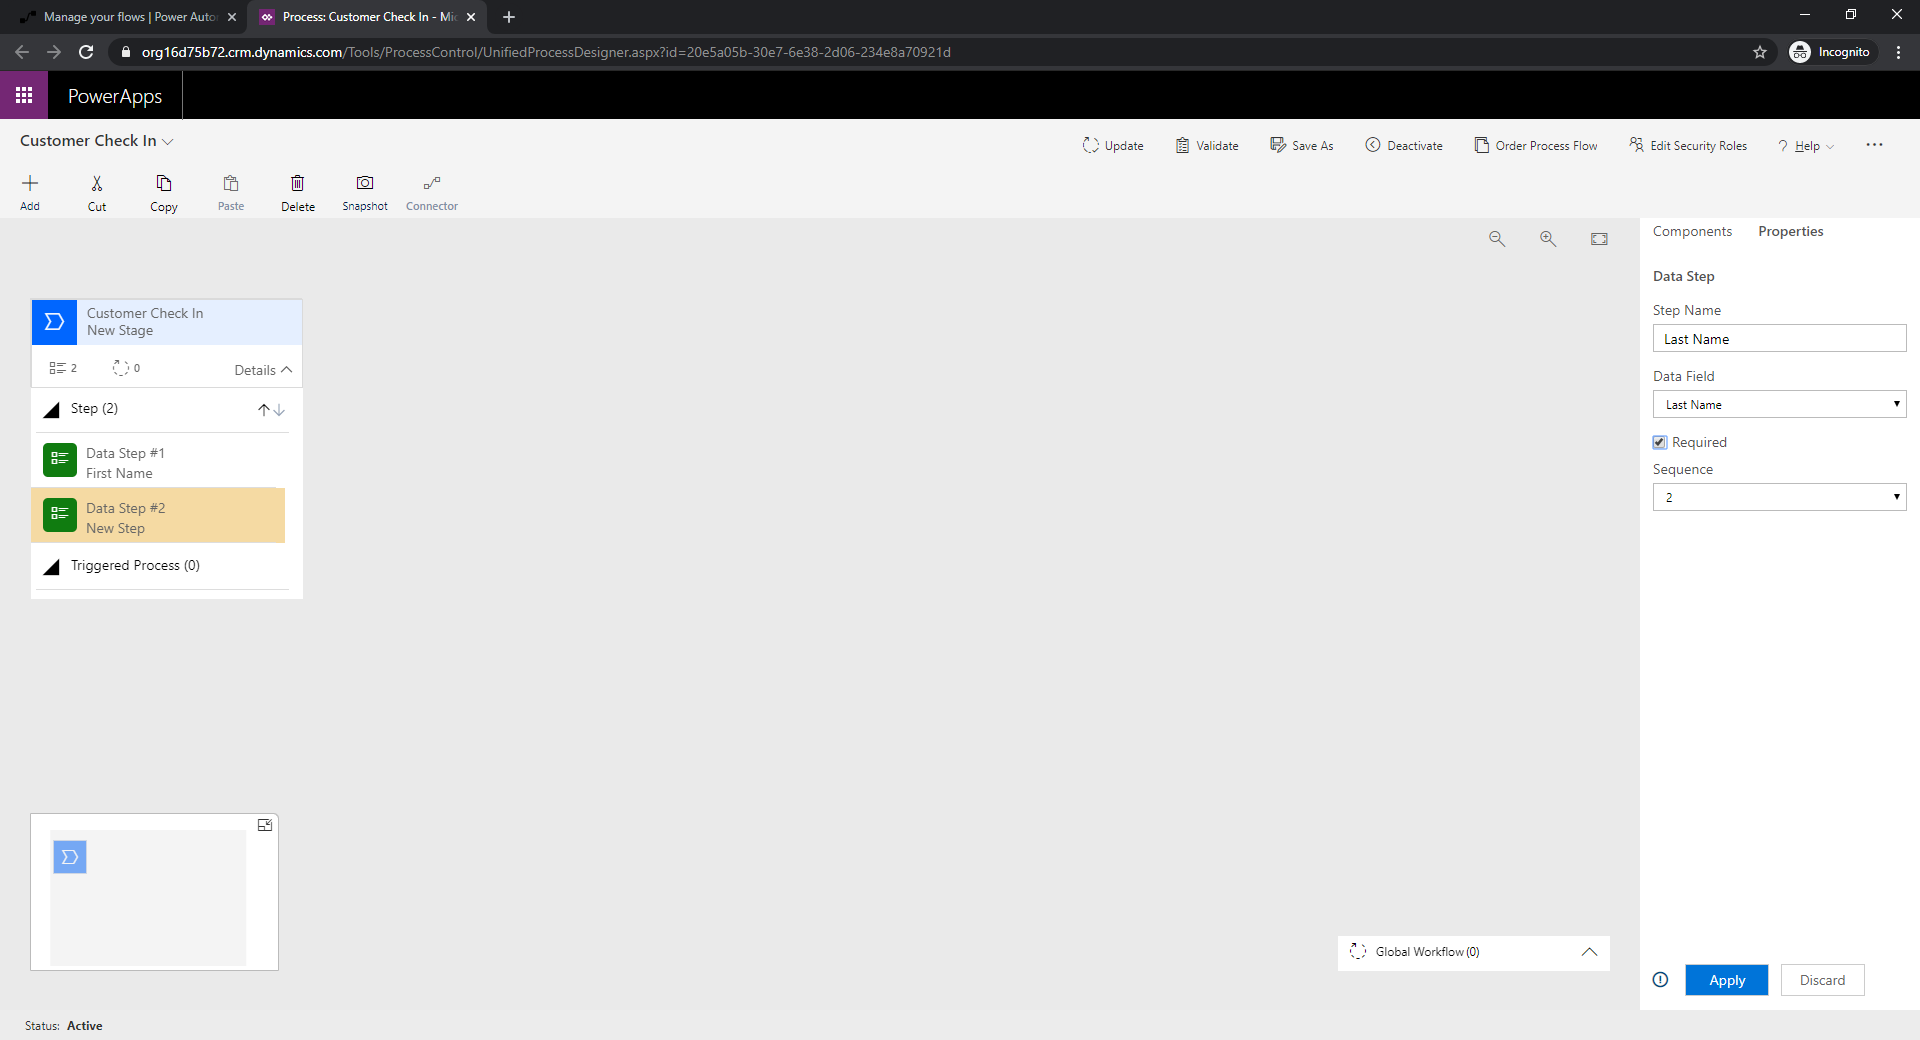 Manage your flows | Power Auto
Process: Customer Check In - Mi
org16d75b72.crm.dynamics.com/Tools/ProcessControl/UnifiedProcessDesigner.aspx?id=20e5a05b-30e7-6e38-2d06-234e8a70921d
Incognito
PowerApps
Customer Check In
Update
Validate
Save As
Deactivate
Order Process Flow
Edit Security Roles
? Help
...
Add
Cut
Copy
Paste
Delete
Snapshot
Connector
Components
Properties
Customer Check In
New Stage
2
0
Details
Step (2)
Data Step #1
First Name
Data Step #2
New Step
Triggered Process (0)
Data Step
Step Name
Last Name
Data Field
Last Name
Required
Sequence
2
Global Workflow (0)
Apply
Discard
Status: Active